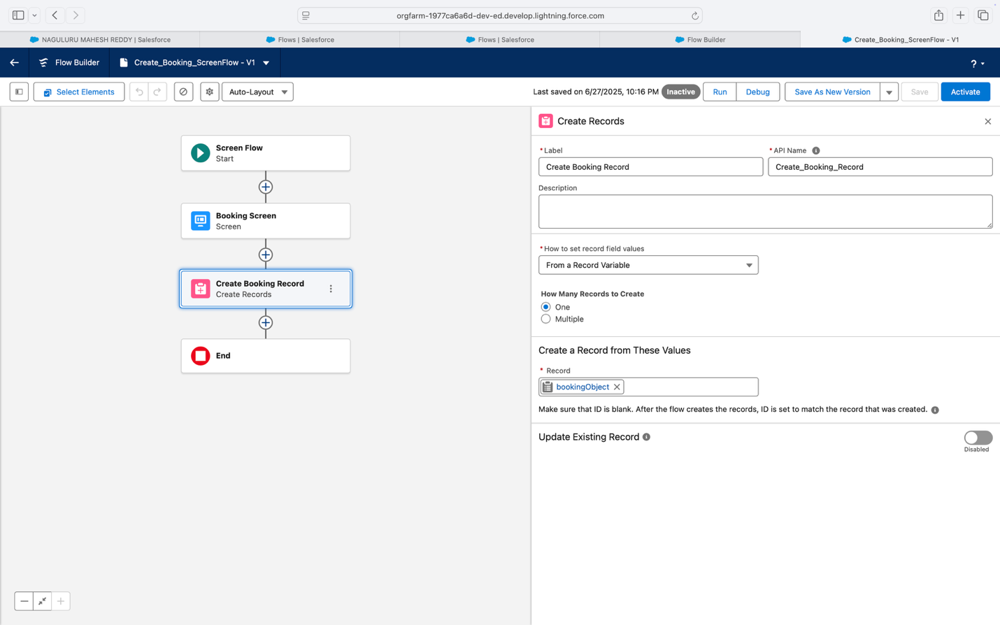 orgfarm-1977ca6a6d-dev-ed.develop.lightning.force.com
NAGULURU MAHESH REDDY | Salesforce
Flows | Salesforce
Flows | Salesforce
Flow Builder
Create_Booking_ScreenFlow - V1
Flow Builder
Create_Booking_ScreenFlow - V1
?
Select Elements
Auto-Layout
Last saved on 6/27/2025, 10:16 PM
Inactive
Run
Debug
Save As New Version
Save
Activate
Screen Flow
Start
Booking Screen
Screen
Create Booking Record
Create Records
End
Create Records
* Label
Create Booking Record
* API Name
Create_Booking_Record
Description
* How to set record field values
From a Record Variable
How Many Records to Create
One
Multiple
Create a Record from These Values
* Record
bookingObject
Make sure that ID is blank. After the flow creates the records, ID is set to match the record that was created.
Update Existing Record
Disabled